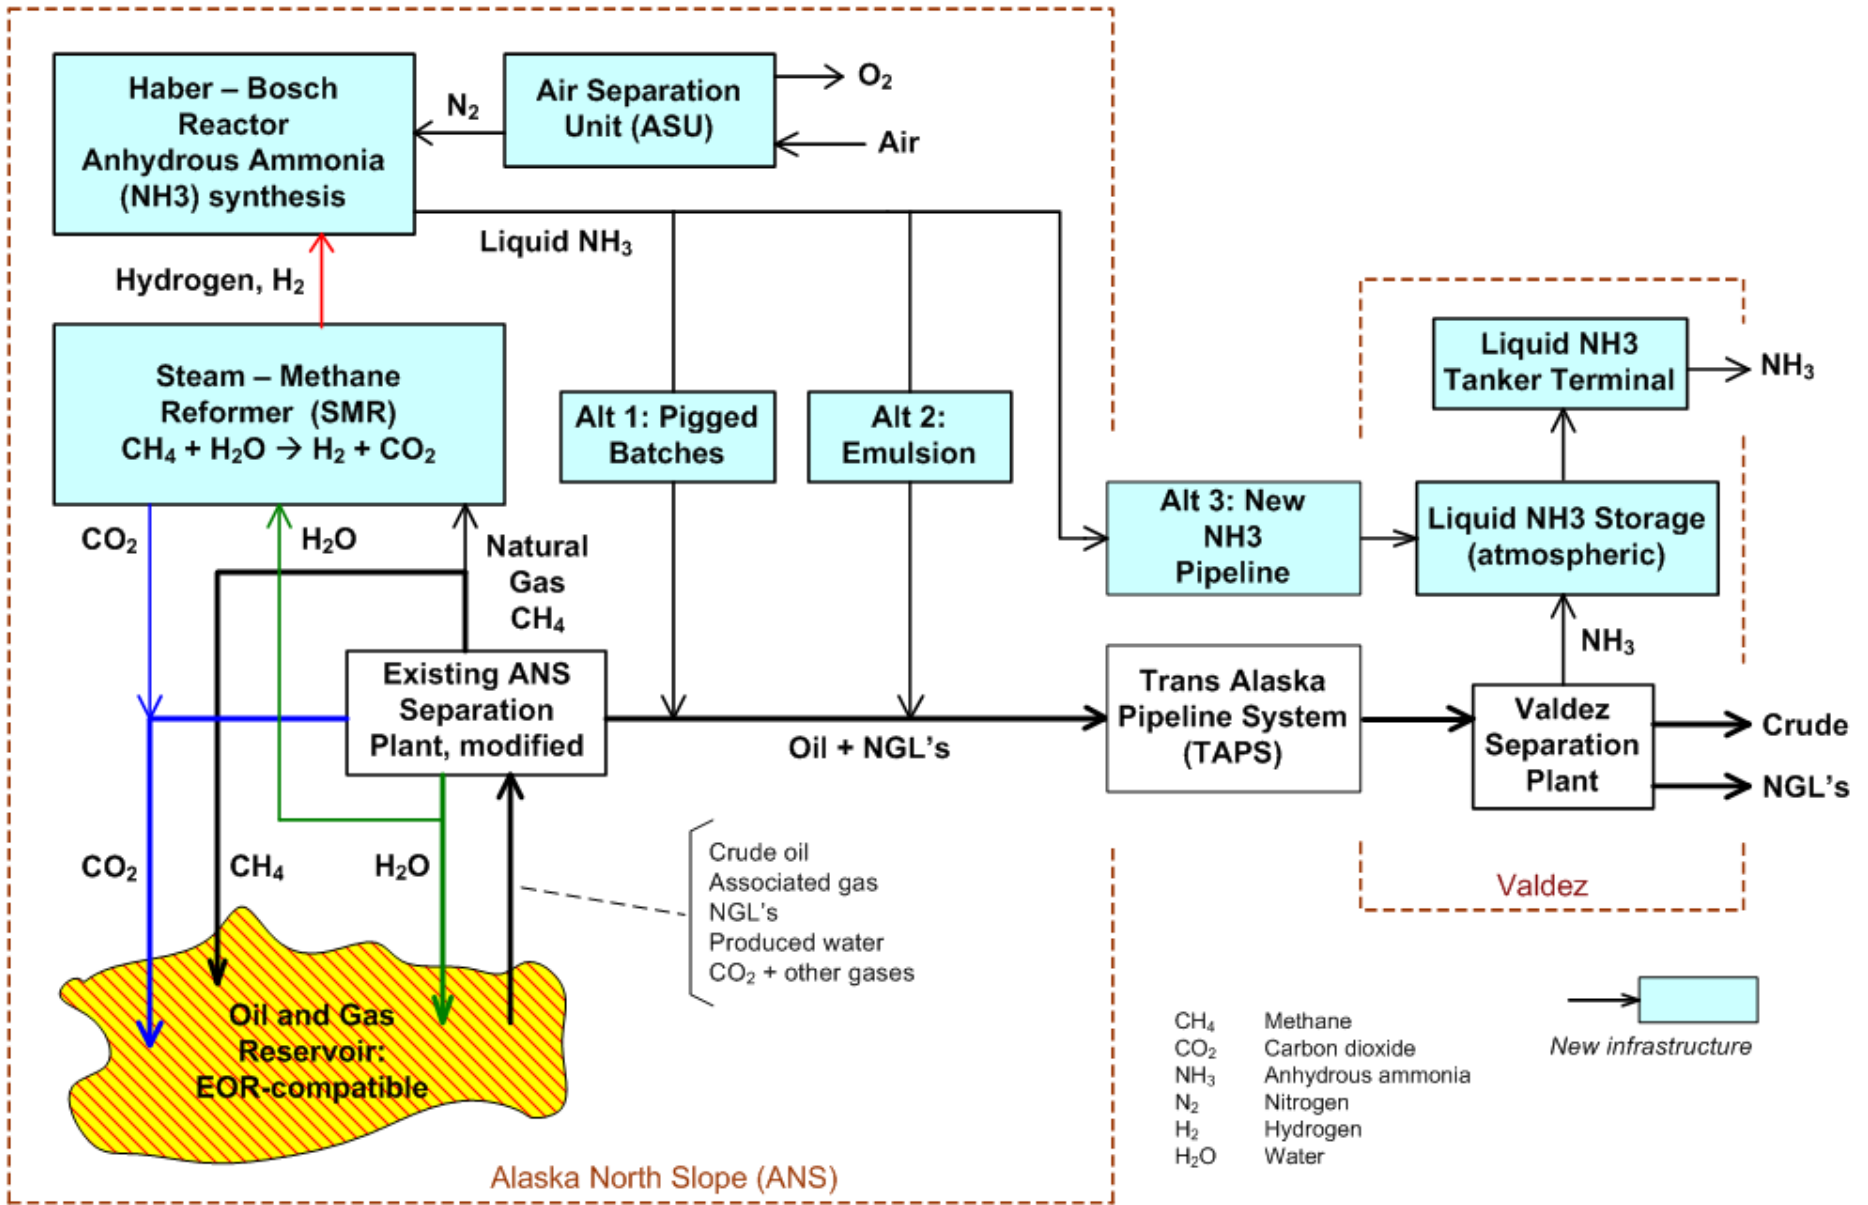 Haber – Bosch
Reactor
Anhydrous Ammonia
(NH3) synthesis
N₂
Air Separation
Unit (ASU)
O₂
Air
Liquid NH₃
Hydrogen, H₂
Steam – Methane
Reformer (SMR)
CH₄ + H₂O → H₂ + CO₂
Alt 1: Pigged
Batches
Alt 2:
Emulsion
Alt 3: New
NH3
Pipeline
Liquid NH3
Tanker Terminal
NH₃
Liquid NH3 Storage
(atmospheric)
NH₃
CO₂
H₂O
Natural
Gas
CH₄
Existing ANS
Separation
Plant, modified
Oil + NGL's
Trans Alaska
Pipeline System
(TAPS)
Valdez
Separation
Plant
Crude
NGL's
CO₂
CH₄
H₂O
Crude oil
Associated gas
NGL's
Produced water
CO₂ + other gases
Valdez
Oil and Gas
Reservoir:
EOR-compatible
Alaska North Slope (ANS)
CH₄ Methane
CO₂ Carbon dioxide
NH₃ Anhydrous ammonia
N₂ Nitrogen
H₂ Hydrogen
H₂O Water
New infrastructure